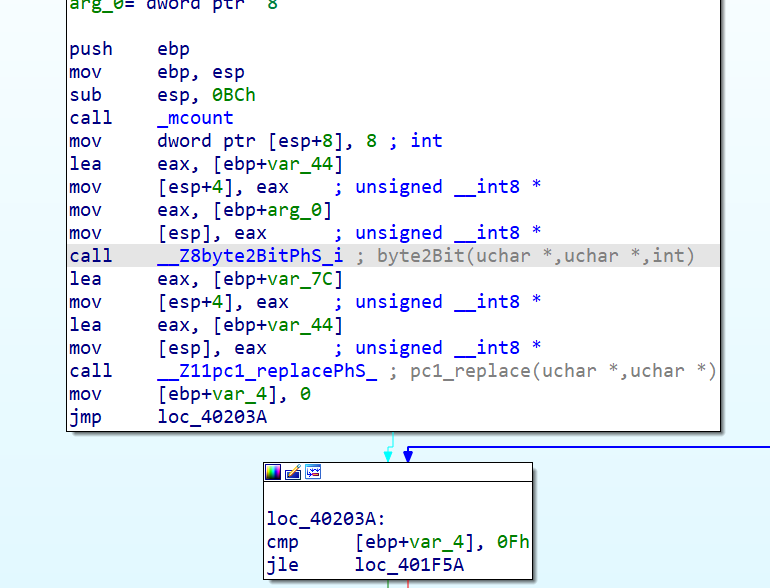 arg_0= dword ptr  8
push    ebp
mov     ebp, esp
sub     esp, 0BCh
call    _mcount
mov     dword ptr [esp+8], 8 ; int
lea     eax, [ebp+var_44]
mov     [esp+4], eax    ; unsigned __int8 *
mov     eax, [ebp+arg_0]
mov     [esp], eax      ; unsigned __int8 *
call    __Z8byte2BitPhS_i ; byte2Bit(uchar *,uchar *,int)
lea     eax, [ebp+var_7C]
mov     [esp+4], eax    ; unsigned __int8 *
lea     eax, [ebp+var_44]
mov     [esp], eax      ; unsigned __int8 *
call    __Z11pc1_replacePhS_ ; pc1_replace(uchar *,uchar *)
mov     [ebp+var_4], 0
jmp     loc_40203A
loc_40203A:
cmp     [ebp+var_4], 0Fh
jle     loc_401F5A